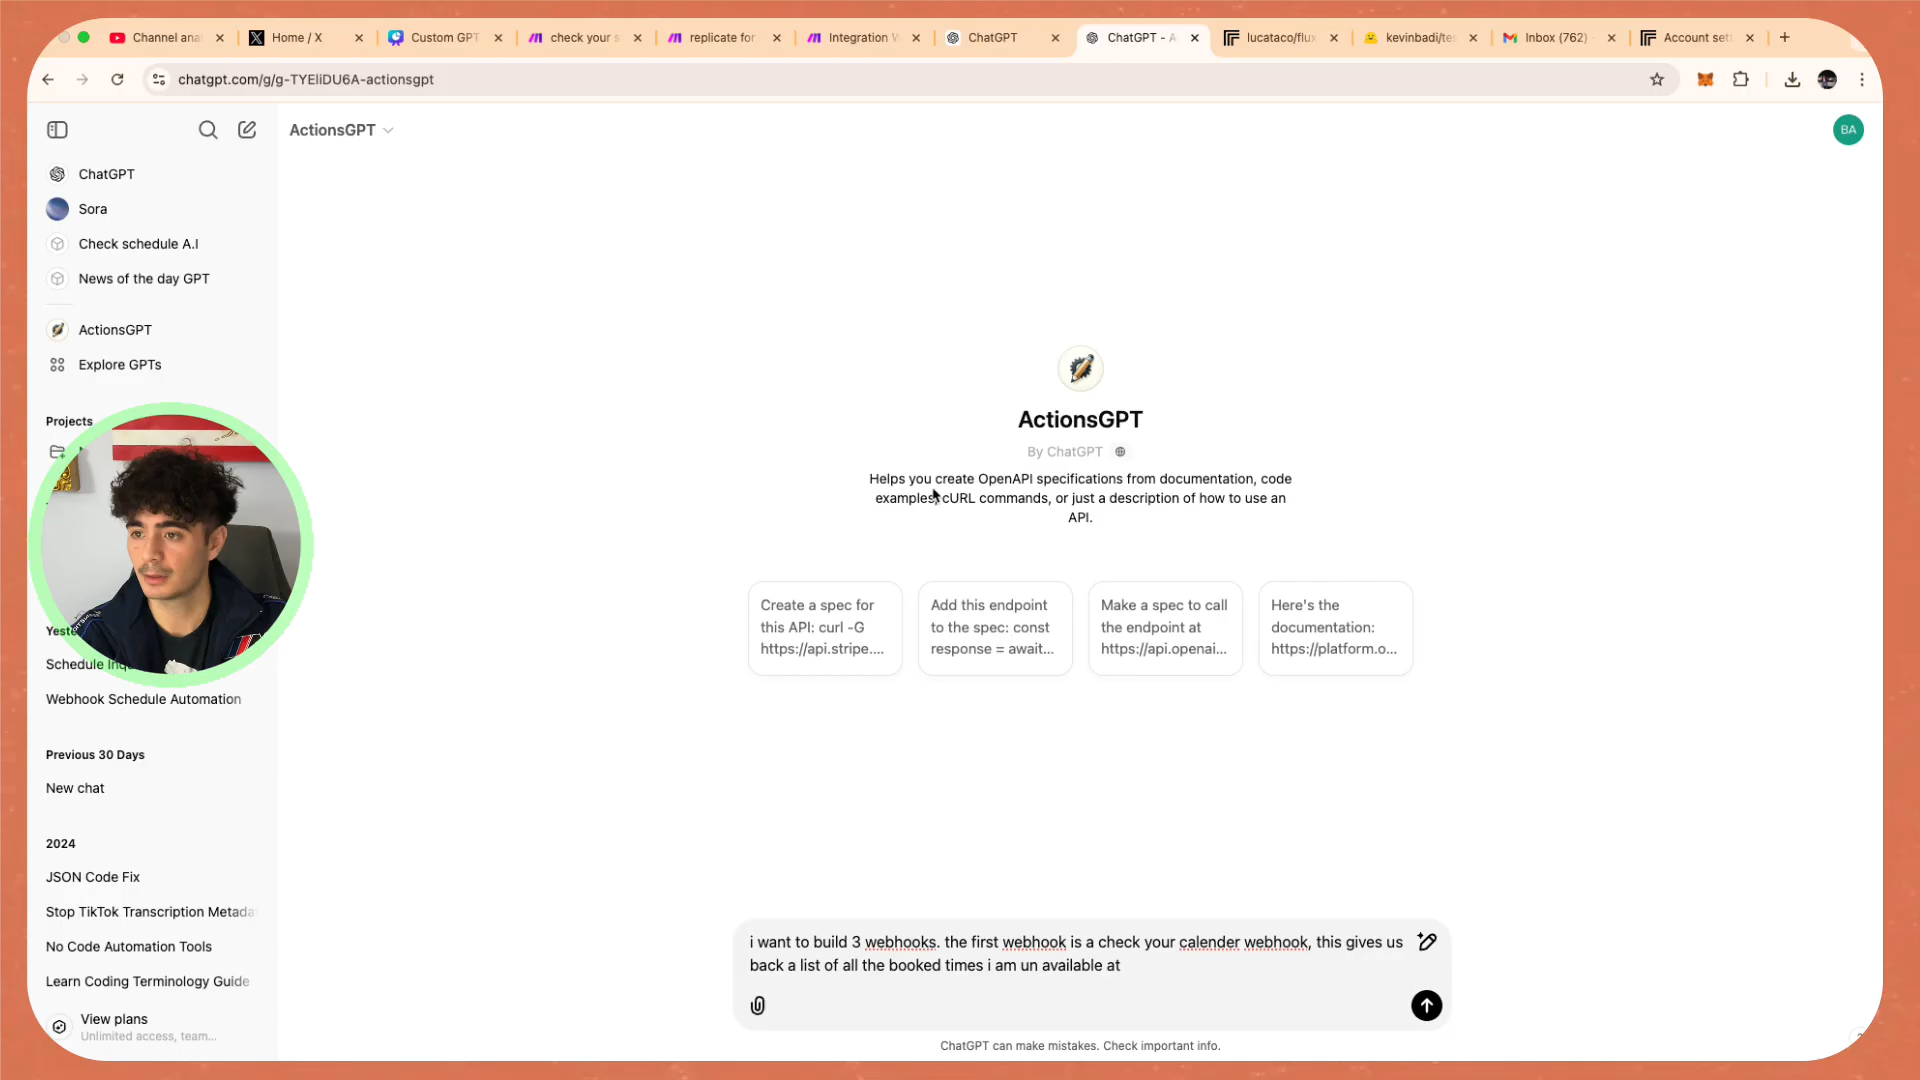 Channel ana
Home / X
Custom GPT
check your s
replicate for
Integration W
ChatGPT
ChatGPT - A
lucataco/flux
kevinbadi/tes
Inbox (762)
Account sett
chatgpt.com/g/g-TYEliDU6A-actionsgpt
ActionsGPT
BA
ChatGPT
Sora
Check schedule A.I
News of the day GPT
ActionsGPT
Explore GPTs
Projects
Yeste
Schedule Inqu
Webhook Schedule Automation
Previous 30 Days
New chat
2024
JSON Code Fix
Stop TikTok Transcription Metada
No Code Automation Tools
Learn Coding Terminology Guide
View plans
Unlimited access, team...
ActionsGPT
By ChatGPT
Helps you create OpenAPI specifications from documentation, code
examples, cURL commands, or just a description of how to use an
API.
Create a spec for
this API: curl -G
https://api.stripe....
Add this endpoint
to the spec: const
response = await...
Make a spec to call
the endpoint at
https://api.openai...
Here's the
documentation:
https://platform.o...
i want to build 3 webhooks. the first webhook is a check your calender webhook, this gives us
back a list of all the booked times i am un available at
ChatGPT can make mistakes. Check important info.